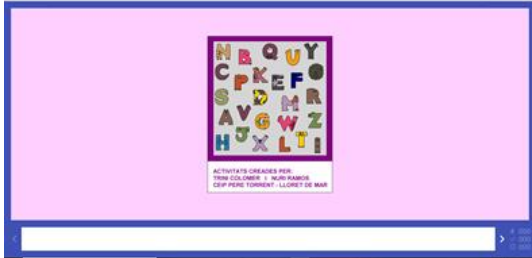 N B Q U Y
C P K E F O
S D M R
A V G W Z
H J X L T I
ACTIVITATS CREADES PER:
TRINI COLOMER I NURI RAMOS
CEIP PERE TORRENT - LLORET DE MAR